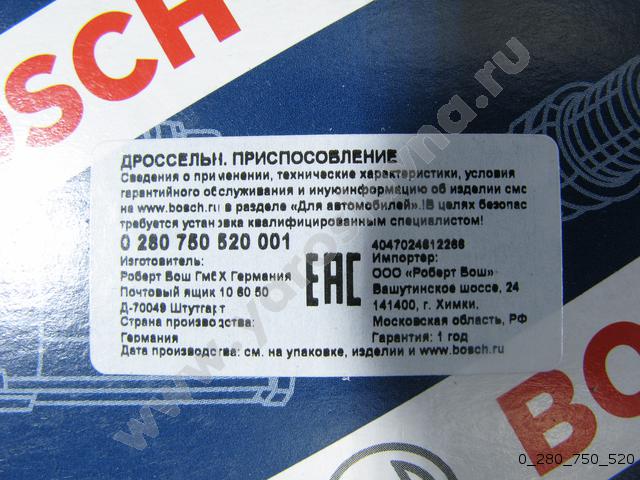 BOSCH
ДРОССЕЛЬН. ПРИСПОСОБЛЕНИЕ
Сведения о применении, технические характеристики, условия
гарантийного обслуживания и инуюинформацию об изделии смо
на www.bosch.ru в разделе «Для автомобилей».!В целях безопас
требуется установка квалифицированным специалистом!
0 280 750 520 001
4047024612266
Изготовитель:
Роберт Бош ГмбХ Германия
Почтовый ящик 10 60 50
Д-70049 Штутгарт
Страна производства:
Германия
EAC
Импортер:
ООО «Роберт Бош»
Вашутинское шоссе, 24
141400, г. Химки,
Московская область, РФ
Гарантия: 1 год
Дата производства: см. на упаковке, изделии и www.bosch.ru
BO
0_280_750_520